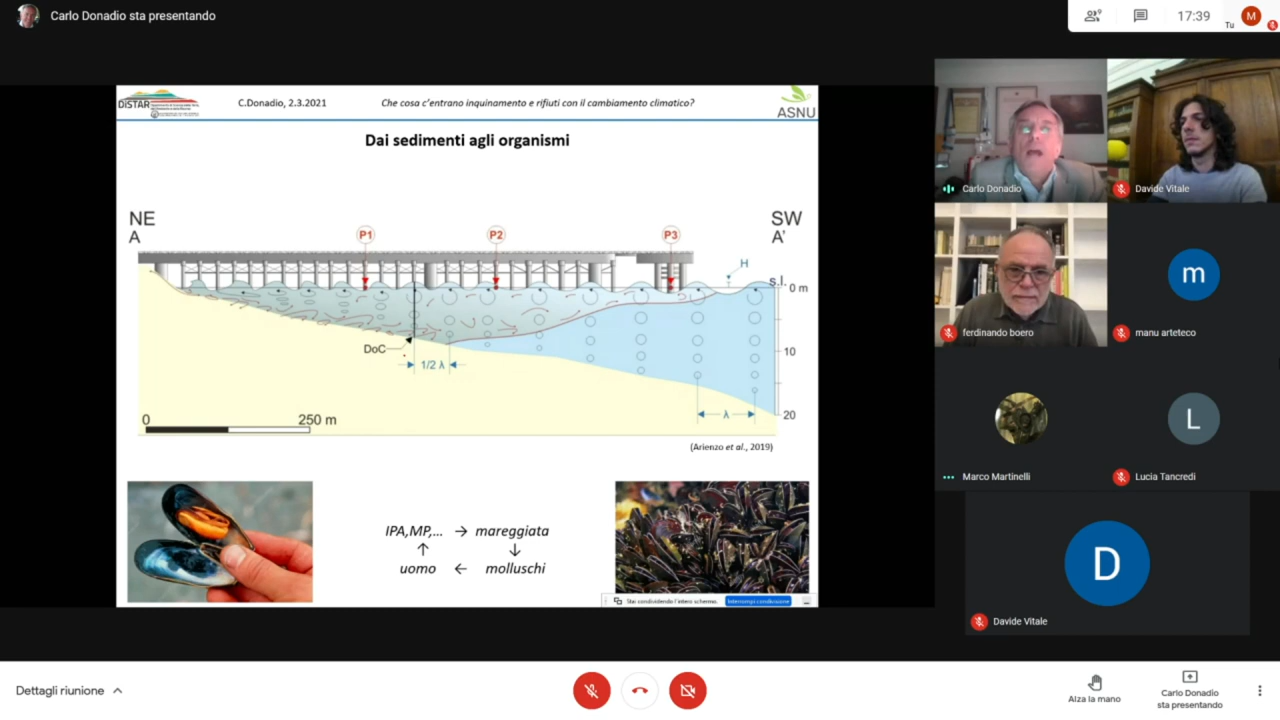 Carlo Donadio sta presentando
9
17:39
Tu
M
DiSTAR
C.Donadio, 2.3.2021
Che cosa c'entrano inquinamento e rifiuti con il cambiamento climatico?
ASNU
Dai sedimenti agli organismi
NE
A
SW
A'
P1
P2
P3
H
s.l.
0 m
DoC
1/2 λ
10
λ
20
0
250 m
(Arienzo et al., 2019)
IPA,MP,... → mareggiata
↑ ↓
uomo ← molluschi
Stai condividendo l'intero schermo.
Interrompi condivisione
Carlo Donadio
Davide Vitale
ferdinando boero
m
manu arteteco
Marco Martinelli
L
Lucia Tancredi
D
Davide Vitale
Dettagli riunione
Alza la mano
Carlo Donadio
sta presentando